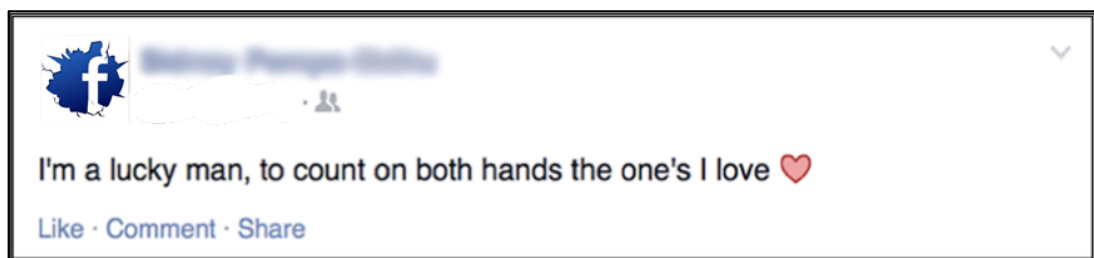 f
I'm a lucky man, to count on both hands the one's I love ❤
Like · Comment · Share